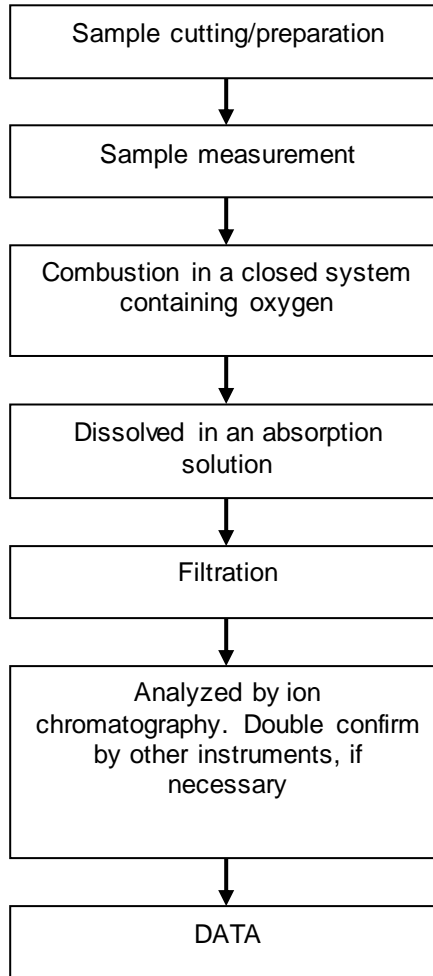 Sample cutting/preparation
Sample measurement
Combustion in a closed system
containing oxygen
Dissolved in an absorption
solution
Filtration
Analyzed by ion
chromatography. Double confirm
by other instruments, if
necessary
DATA